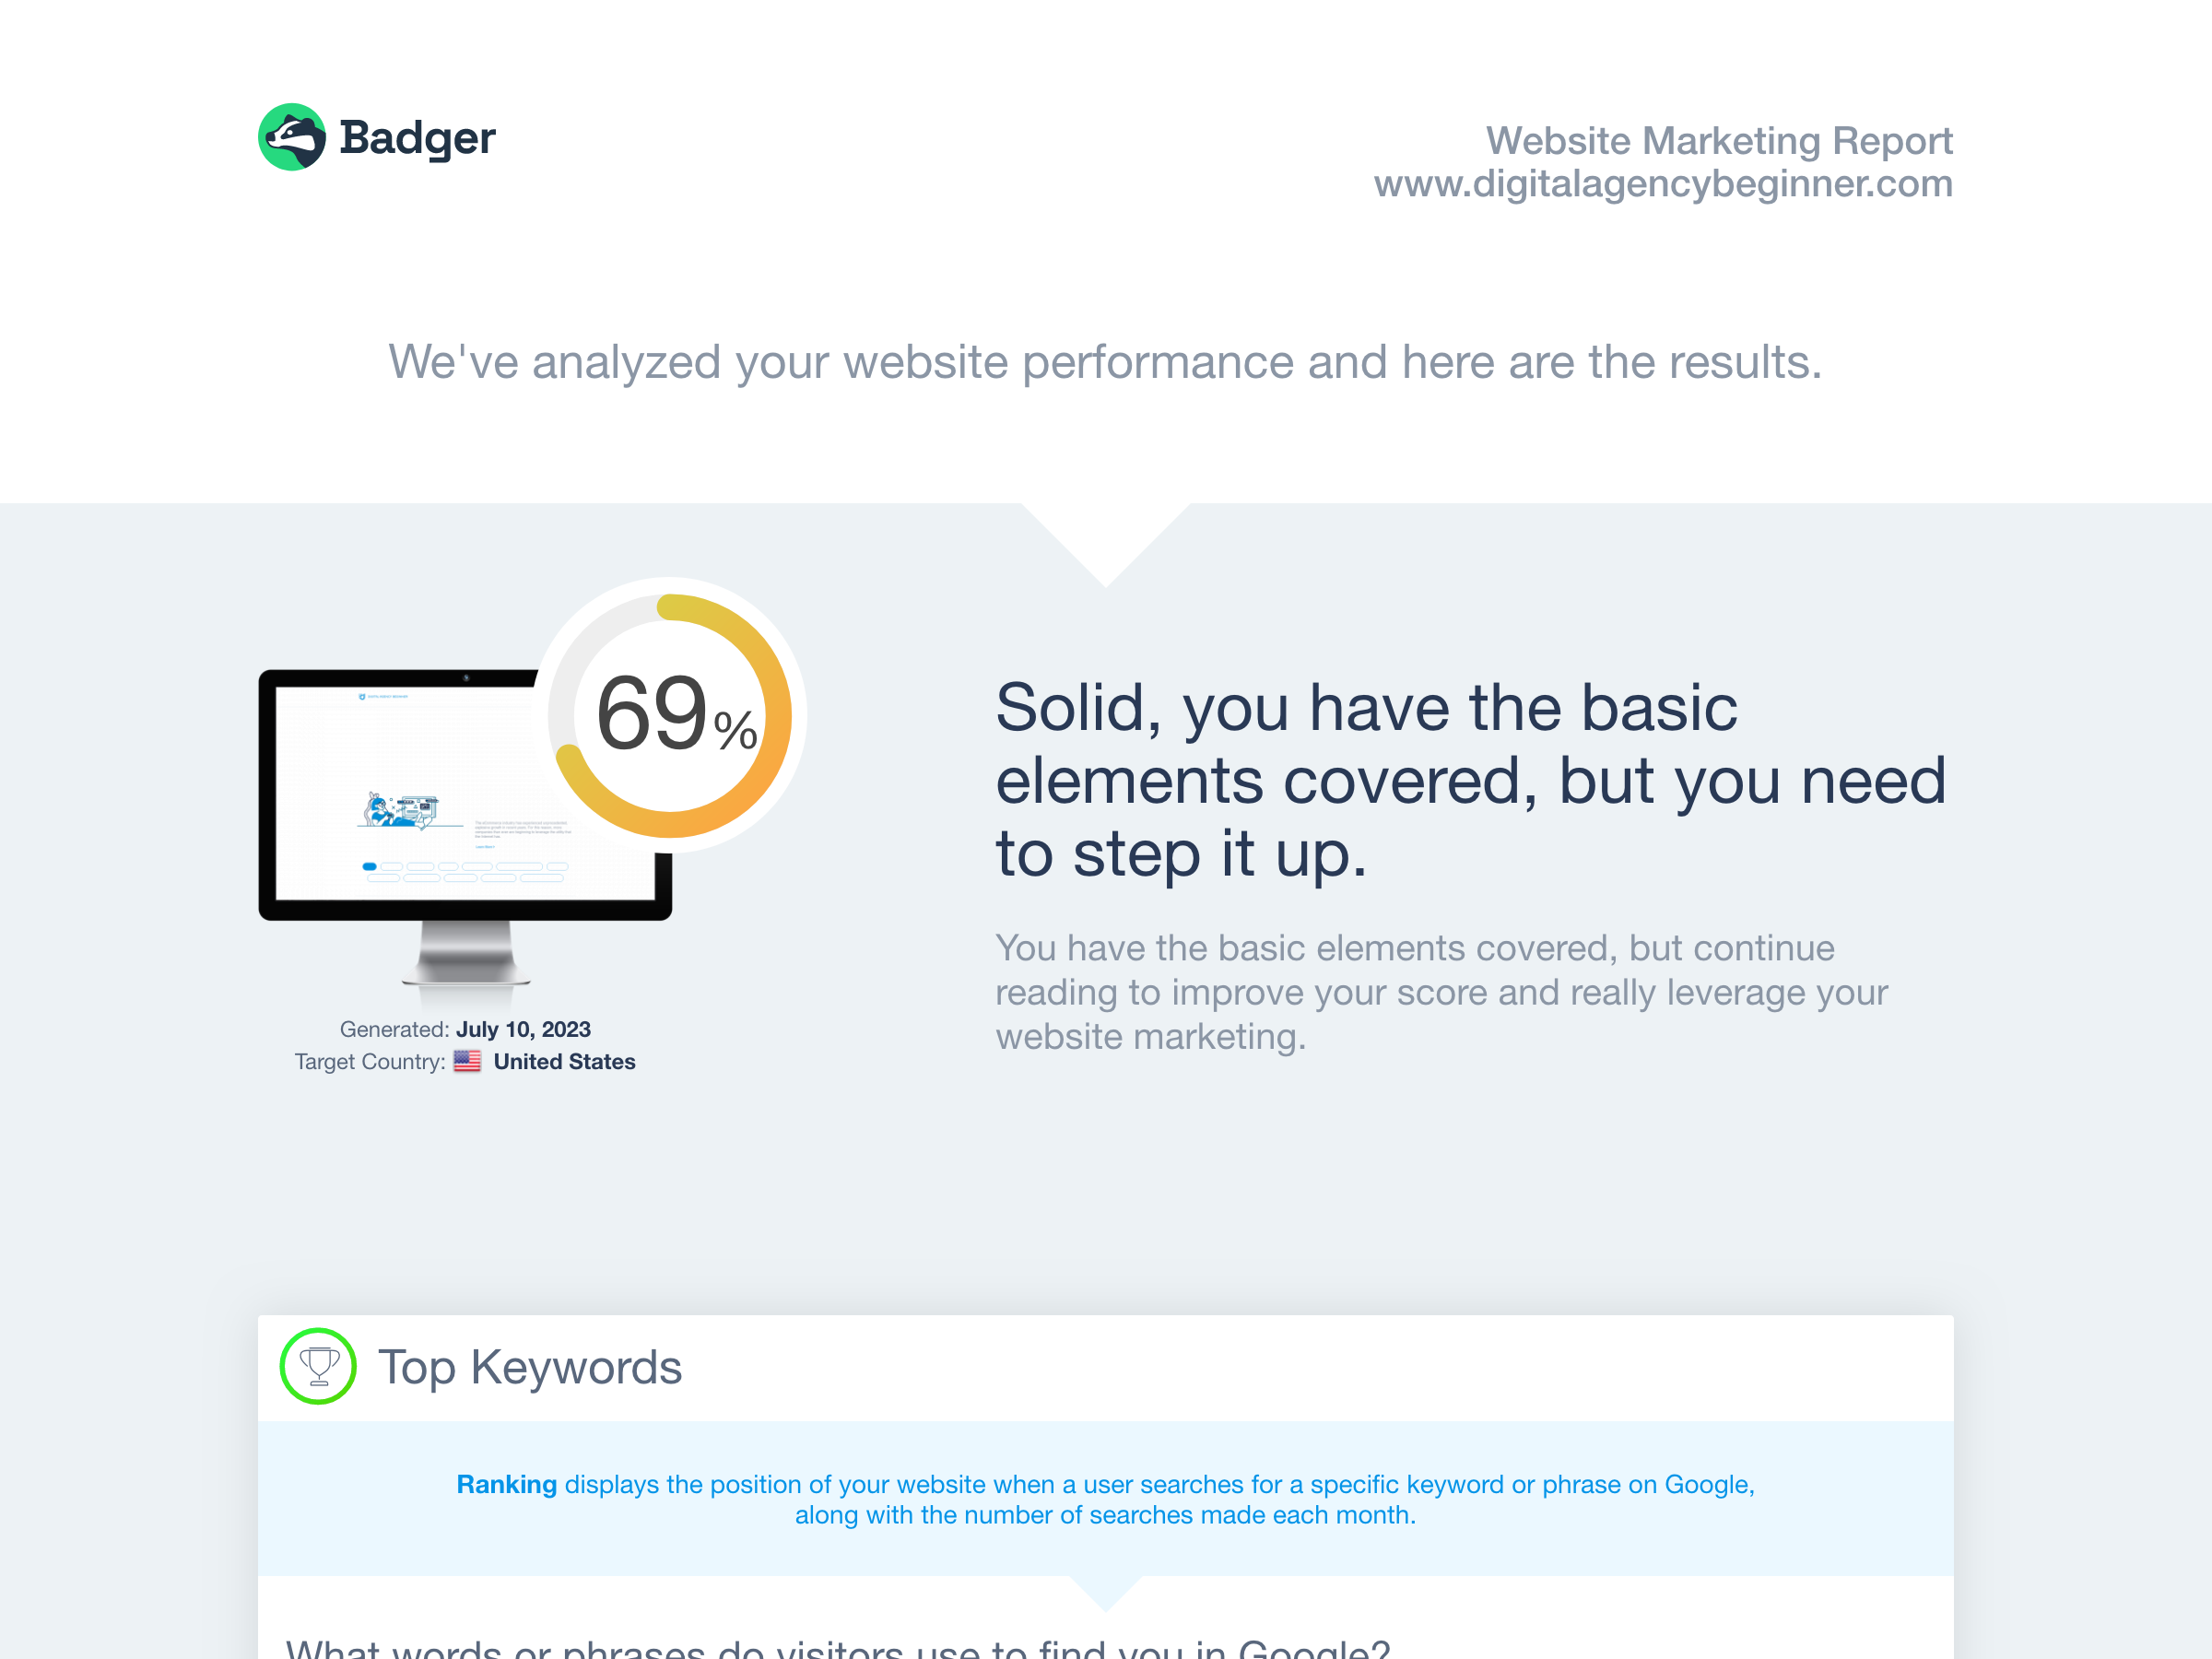 Badger
Website Marketing Report
www.digitalagencybeginner.com
We've analyzed your website performance and here are the results.
69%
Solid, you have the basic
elements covered, but you need
to step it up.
You have the basic elements covered, but continue
reading to improve your score and really leverage your
website marketing.
Generated: July 10, 2023
Target Country: United States
Top Keywords
Ranking displays the position of your website when a user searches for a specific keyword or phrase on Google,
along with the number of searches made each month.
What words or phrases do visitors use to find you in Google?